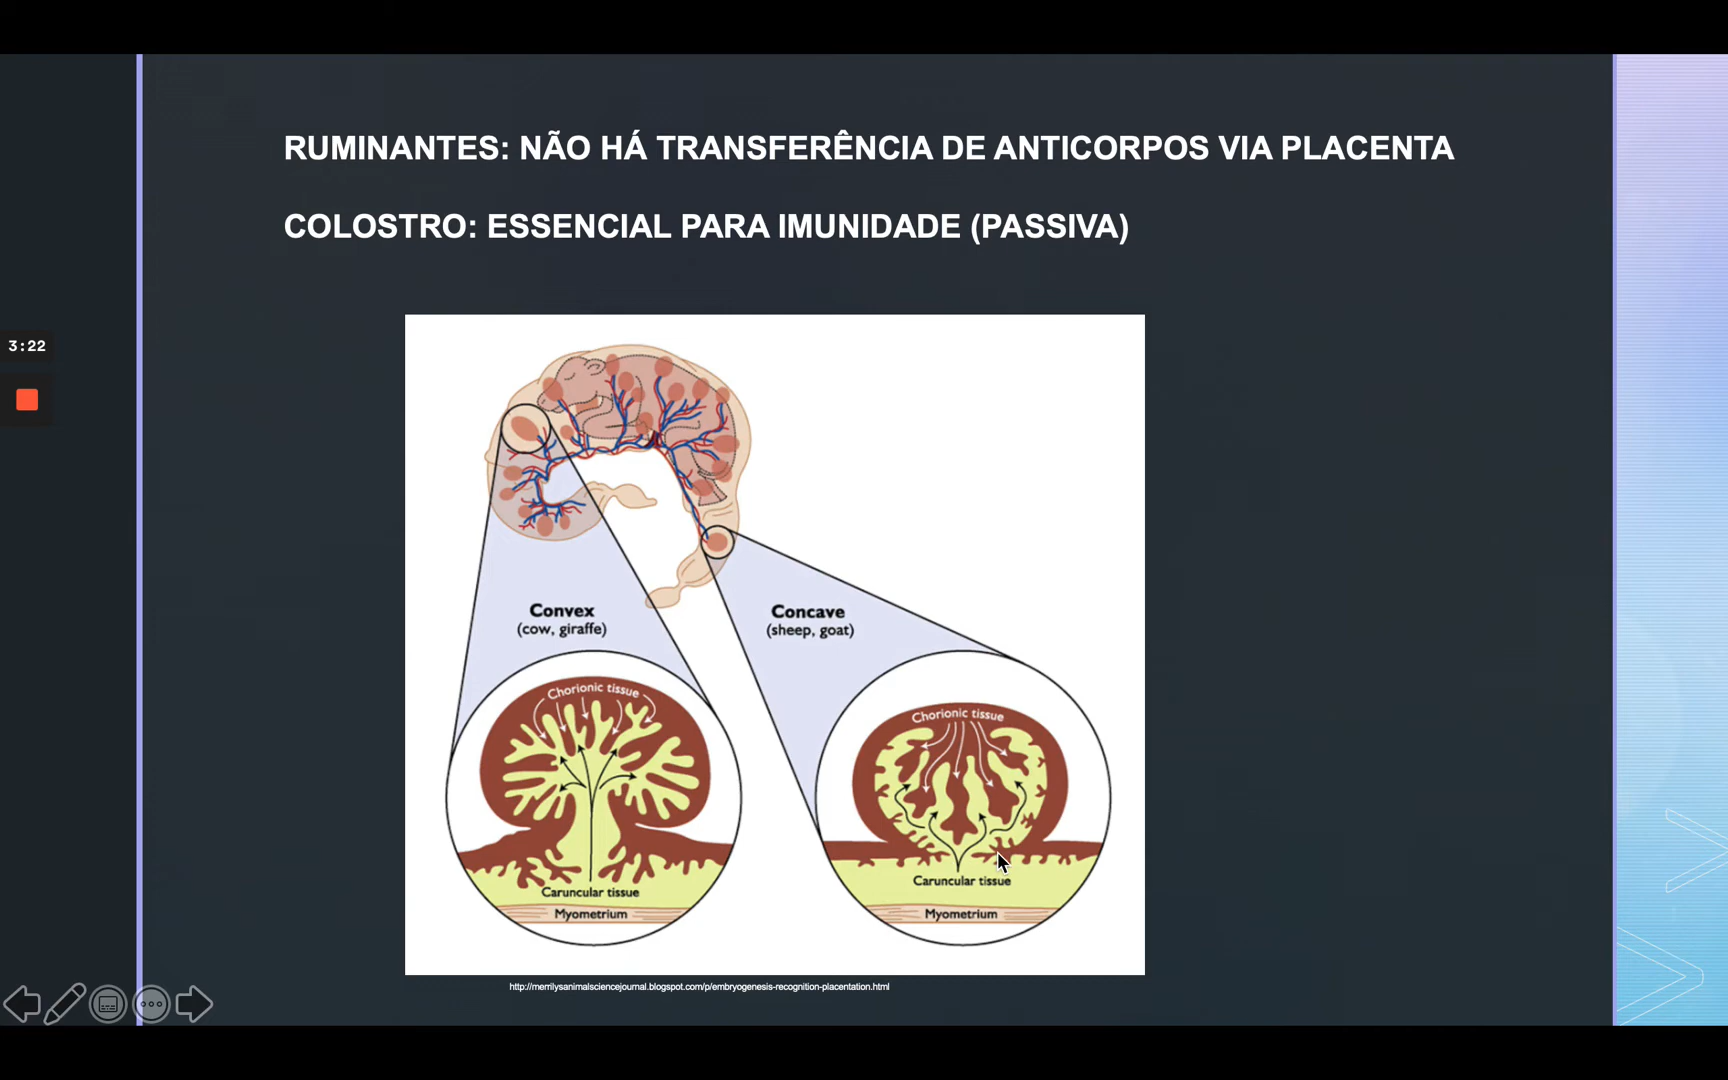 RUMINANTES: NÃO HÁ TRANSFERÊNCIA DE ANTICORPOS VIA PLACENTA
COLOSTRO: ESSENCIAL PARA IMUNIDADE (PASSIVA)
3:22
Convex
(cow, giraffe)
Concave
(sheep, goat)
Chorionic tissue
Caruncular tissue
Myometrium
Chorionic tissue
Caruncular tissue
Myometrium
http://merrilysanimalsciencejournal.blogspot.com/p/embryogenesis-recognition-placentation.html